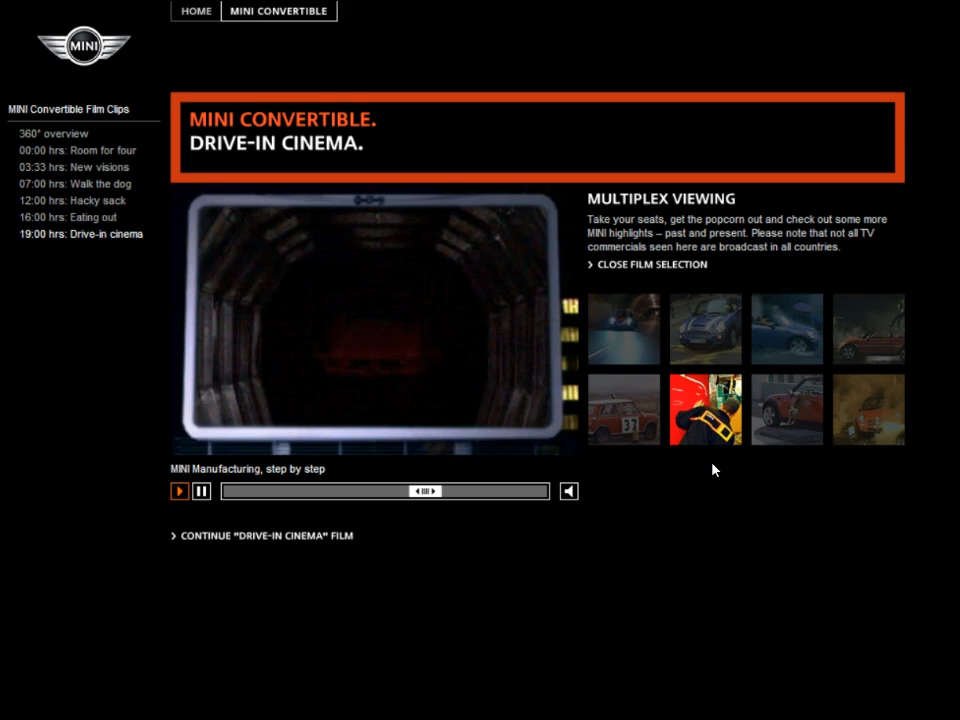 HOME
MINI CONVERTIBLE
MINI
MINI Convertible Film Clips
360° overview
00:00 hrs: Room for four
03:33 hrs: New visions
07:00 hrs: Walk the dog
12:00 hrs: Hacky sack
16:00 hrs: Eating out
19:00 hrs: Drive-in cinema
MINI CONVERTIBLE.
DRIVE-IN CINEMA.
MULTIPLEX VIEWING
Take your seats, get the popcorn out and check out some more
MINI highlights – past and present. Please note that not all TV
commercials seen here are broadcast in all countries.
CLOSE FILM SELECTION
37
MINI Manufacturing, step by step
CONTINUE "DRIVE-IN CINEMA" FILM